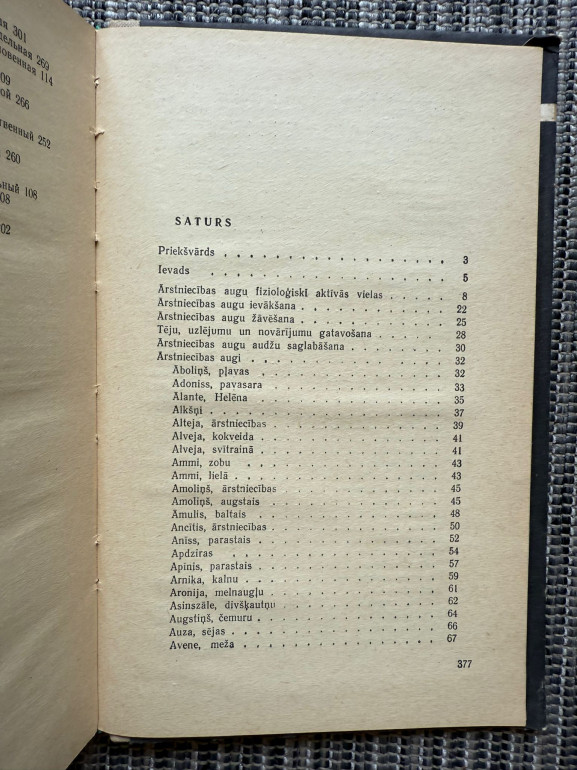 301
269
114
09
266
252
260
108
08
02
SATURS
Priekšvārds . . . . . . . . . . . . . . . . 3
Ievads . . . . . . . . . . . . . . . . 5
Ārstniecības augu fizioloģiski aktīvās vielas . . . . . . 8
Ārstniecības augu ievākšana . . . . . . . . . . . 22
Ārstniecības augu žāvēšana . . . . . . . . . . . 25
Tēju, uzlējumu un novārījumu gatavošana . . . . . . . 28
Ārstniecības augu audžu saglabāšana . . . . . . . . 30
Ārstniecības augi . . . . . . . . . . . . . . 32
Āboliņš, pļavas . . . . . . . . . . . . . 32
Adoniss, pavasara . . . . . . . . . . . . 33
Ālante, Helēna . . . . . . . . . . . . . 35
Alkšņi . . . . . . . . . . . . . . . 37
Alteja, ārstniecības . . . . . . . . . . . . 39
Alveja, kokveida . . . . . . . . . . . . . 41
Alveja, svītrainā . . . . . . . . . . . . . 41
Ammi, zobu . . . . . . . . . . . . . 43
Ammi, lielā . . . . . . . . . . . . . . 43
Amoliņš, ārstniecības . . . . . . . . . . . 45
Amoliņš, augstais . . . . . . . . . . . . 45
Āmulis, baltais . . . . . . . . . . . . . 48
Ancītis, ārstniecības . . . . . . . . . . . . 50
Anīss, parastais . . . . . . . . . . . . . 52
Apdziras . . . . . . . . . . . . . . 54
Apinis, parastais . . . . . . . . . . . . . 57
Arnika, kalnu . . . . . . . . . . . . . 59
Aronija, melnaugļu . . . . . . . . . . . . 61
Asinszāle, divšķautņu . . . . . . . . . . . 62
Augstiņš, čemuru . . . . . . . . . . . . . 64
Auza, sējas . . . . . . . . . . . . . . 66
Avene, meža . . . . . . . . . . . . . . 67
377